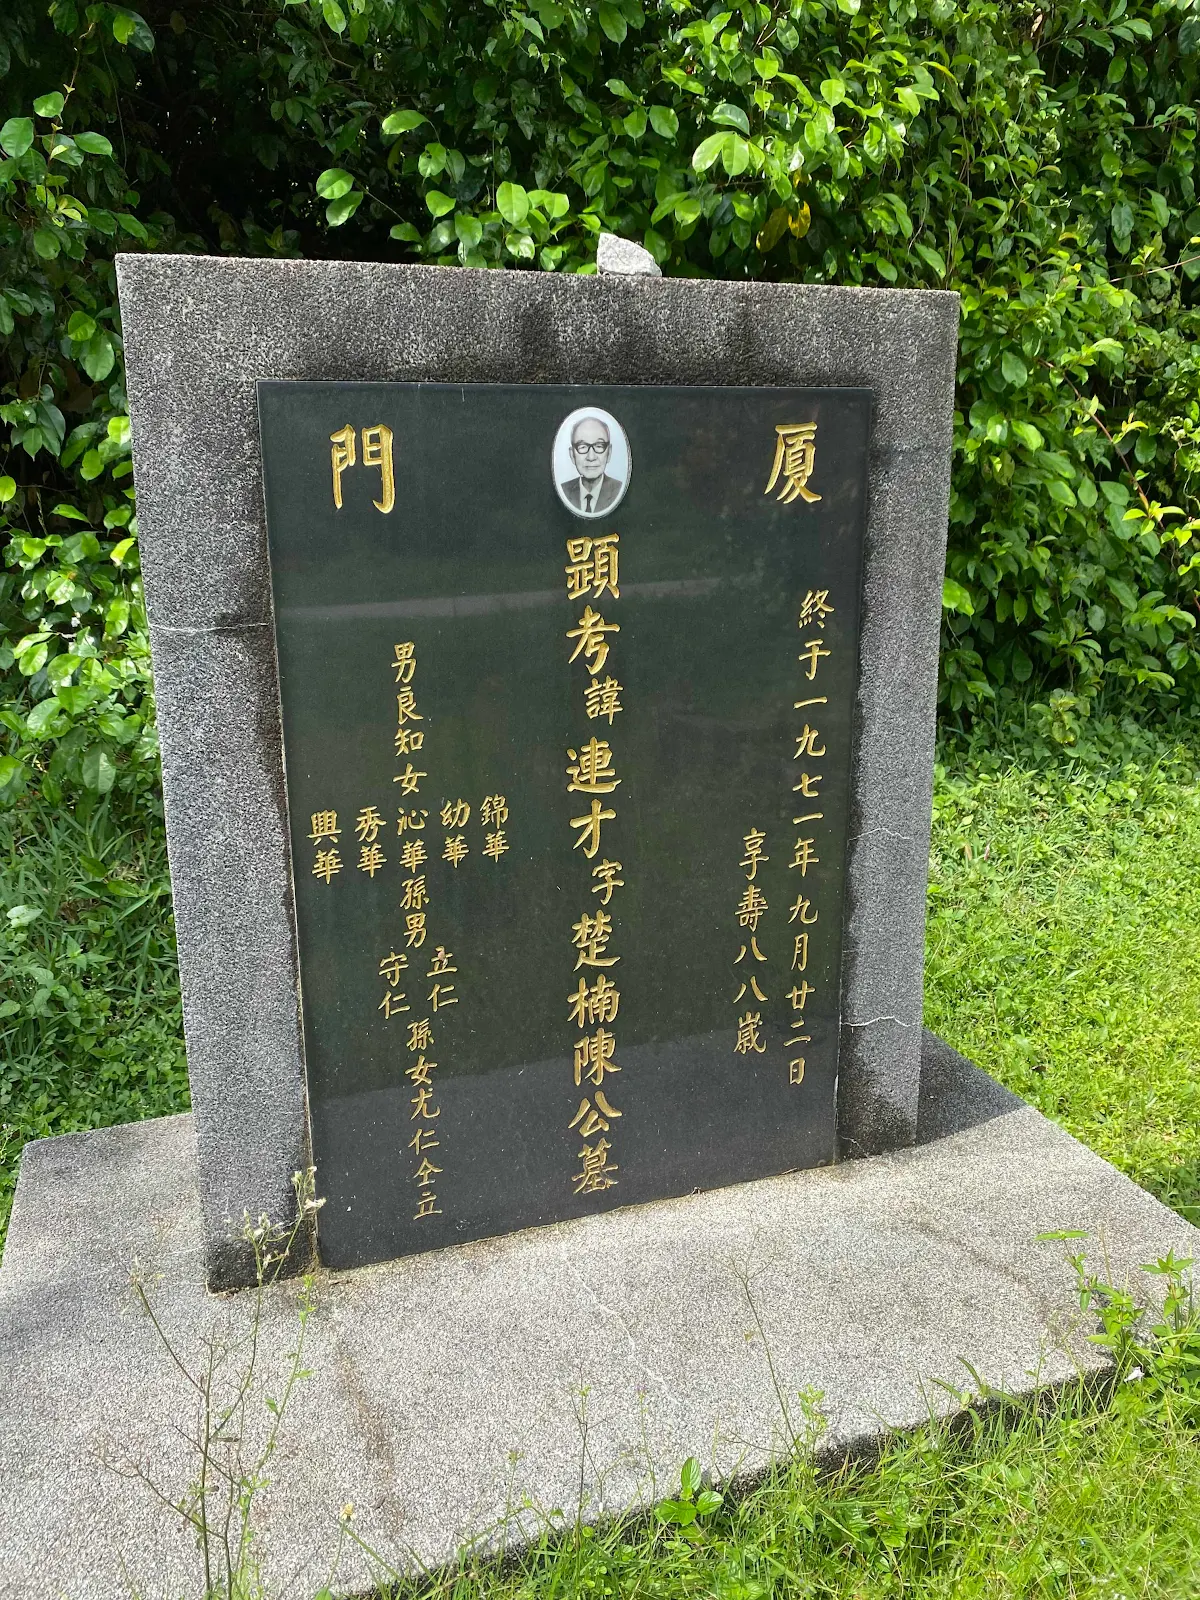 厦門
終于一九七一年九月廿二日
享壽八八歲
顕考諱連才字楚楠陳公墓
男良知女
錦華
幼華
沁華
秀華
興華
孫男
立仁
守仁
孫女尤仁仝立